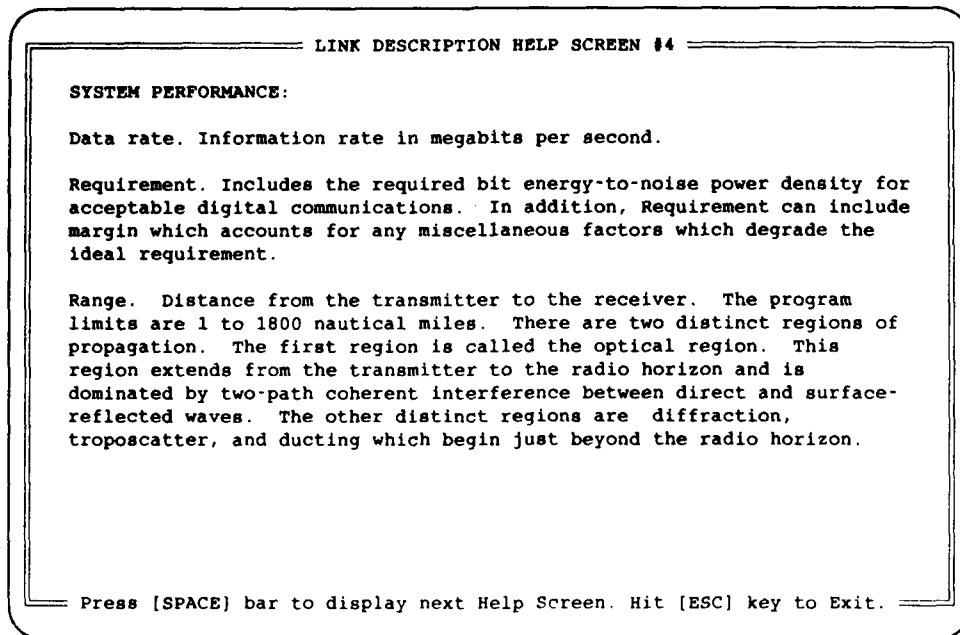 LINK DESCRIPTION HELP SCREEN #4
SYSTEM PERFORMANCE:
Data rate. Information rate in megabits per second.
Requirement. Includes the required bit energy-to-noise power density for
acceptable digital communications. In addition, Requirement can include
margin which accounts for any miscellaneous factors which degrade the
ideal requirement.
Range. Distance from the transmitter to the receiver. The program
limits are 1 to 1800 nautical miles. There are two distinct regions of
propagation. The first region is called the optical region. This
region extends from the transmitter to the radio horizon and is
dominated by two-path coherent interference between direct and surface-
reflected waves. The other distinct regions are diffraction,
troposcatter, and ducting which begin just beyond the radio horizon.
Press [SPACE] bar to display next Help Screen. Hit [ESC] key to Exit.